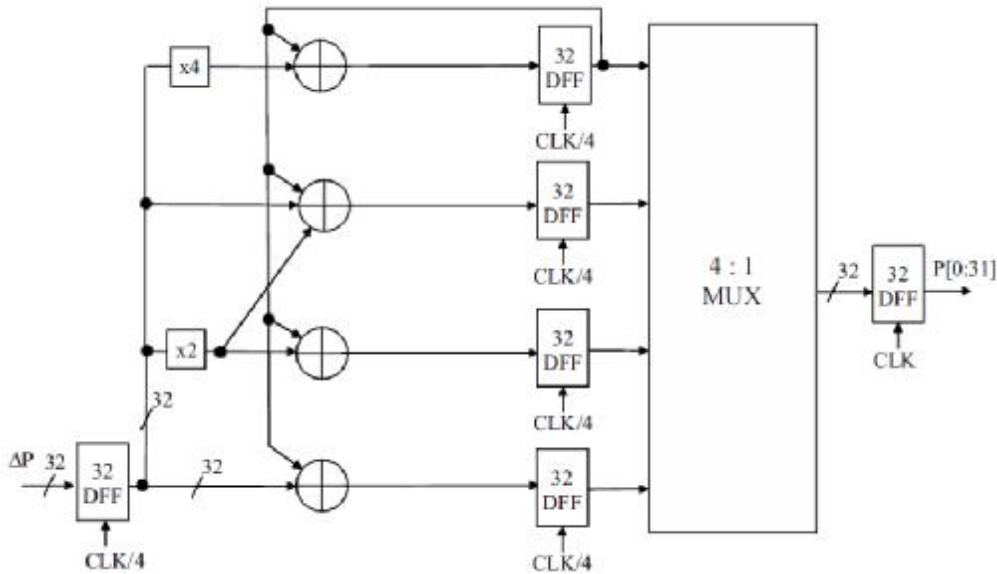 32
DFF
CLK/4
x4
32
DFF
CLK/4
4 : 1
MUX
32
32
DFF
CLK
P[0:31]
x2
32
DFF
CLK/4
32
ΔP
32
32
DFF
CLK/4
32
32
DFF
CLK/4